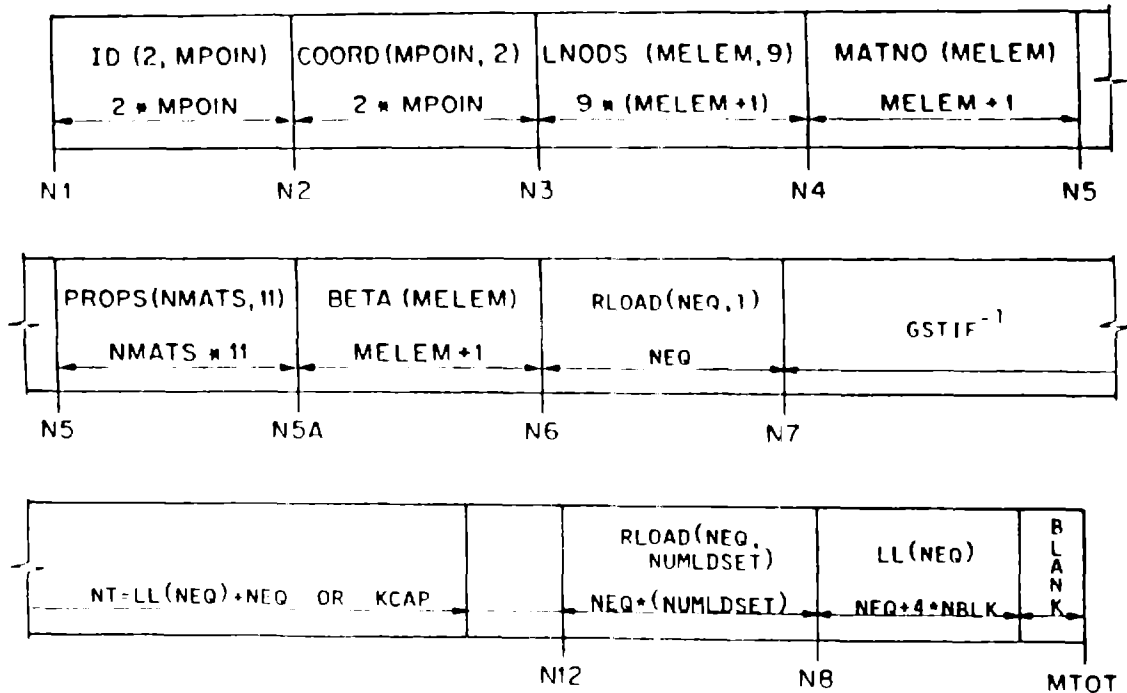 ID (2, MPOIN) COORD(MPOIN, 2) LNODS (MELEM, 9) MATNO (MELEM)
2 * MPOIN 2 * MPOIN 9 * (MELEM+1) MELEM+1
N1 N2 N3 N4 N5
PROPS(NMATS, 11) BETA (MELEM) RLOAD(NEQ, 1) GSTIF⁻¹
NMATS * 11 MELEM+1 NEQ
N5 N5A N6 N7
RLOAD(NEQ,
NUMLDSET) LL(NEQ) BLANK
NT=LL(NEQ)+NEQ OR KCAP NEQ*(NUMLDSET) NEQ+4*NBLK
N12 N8 MTOT